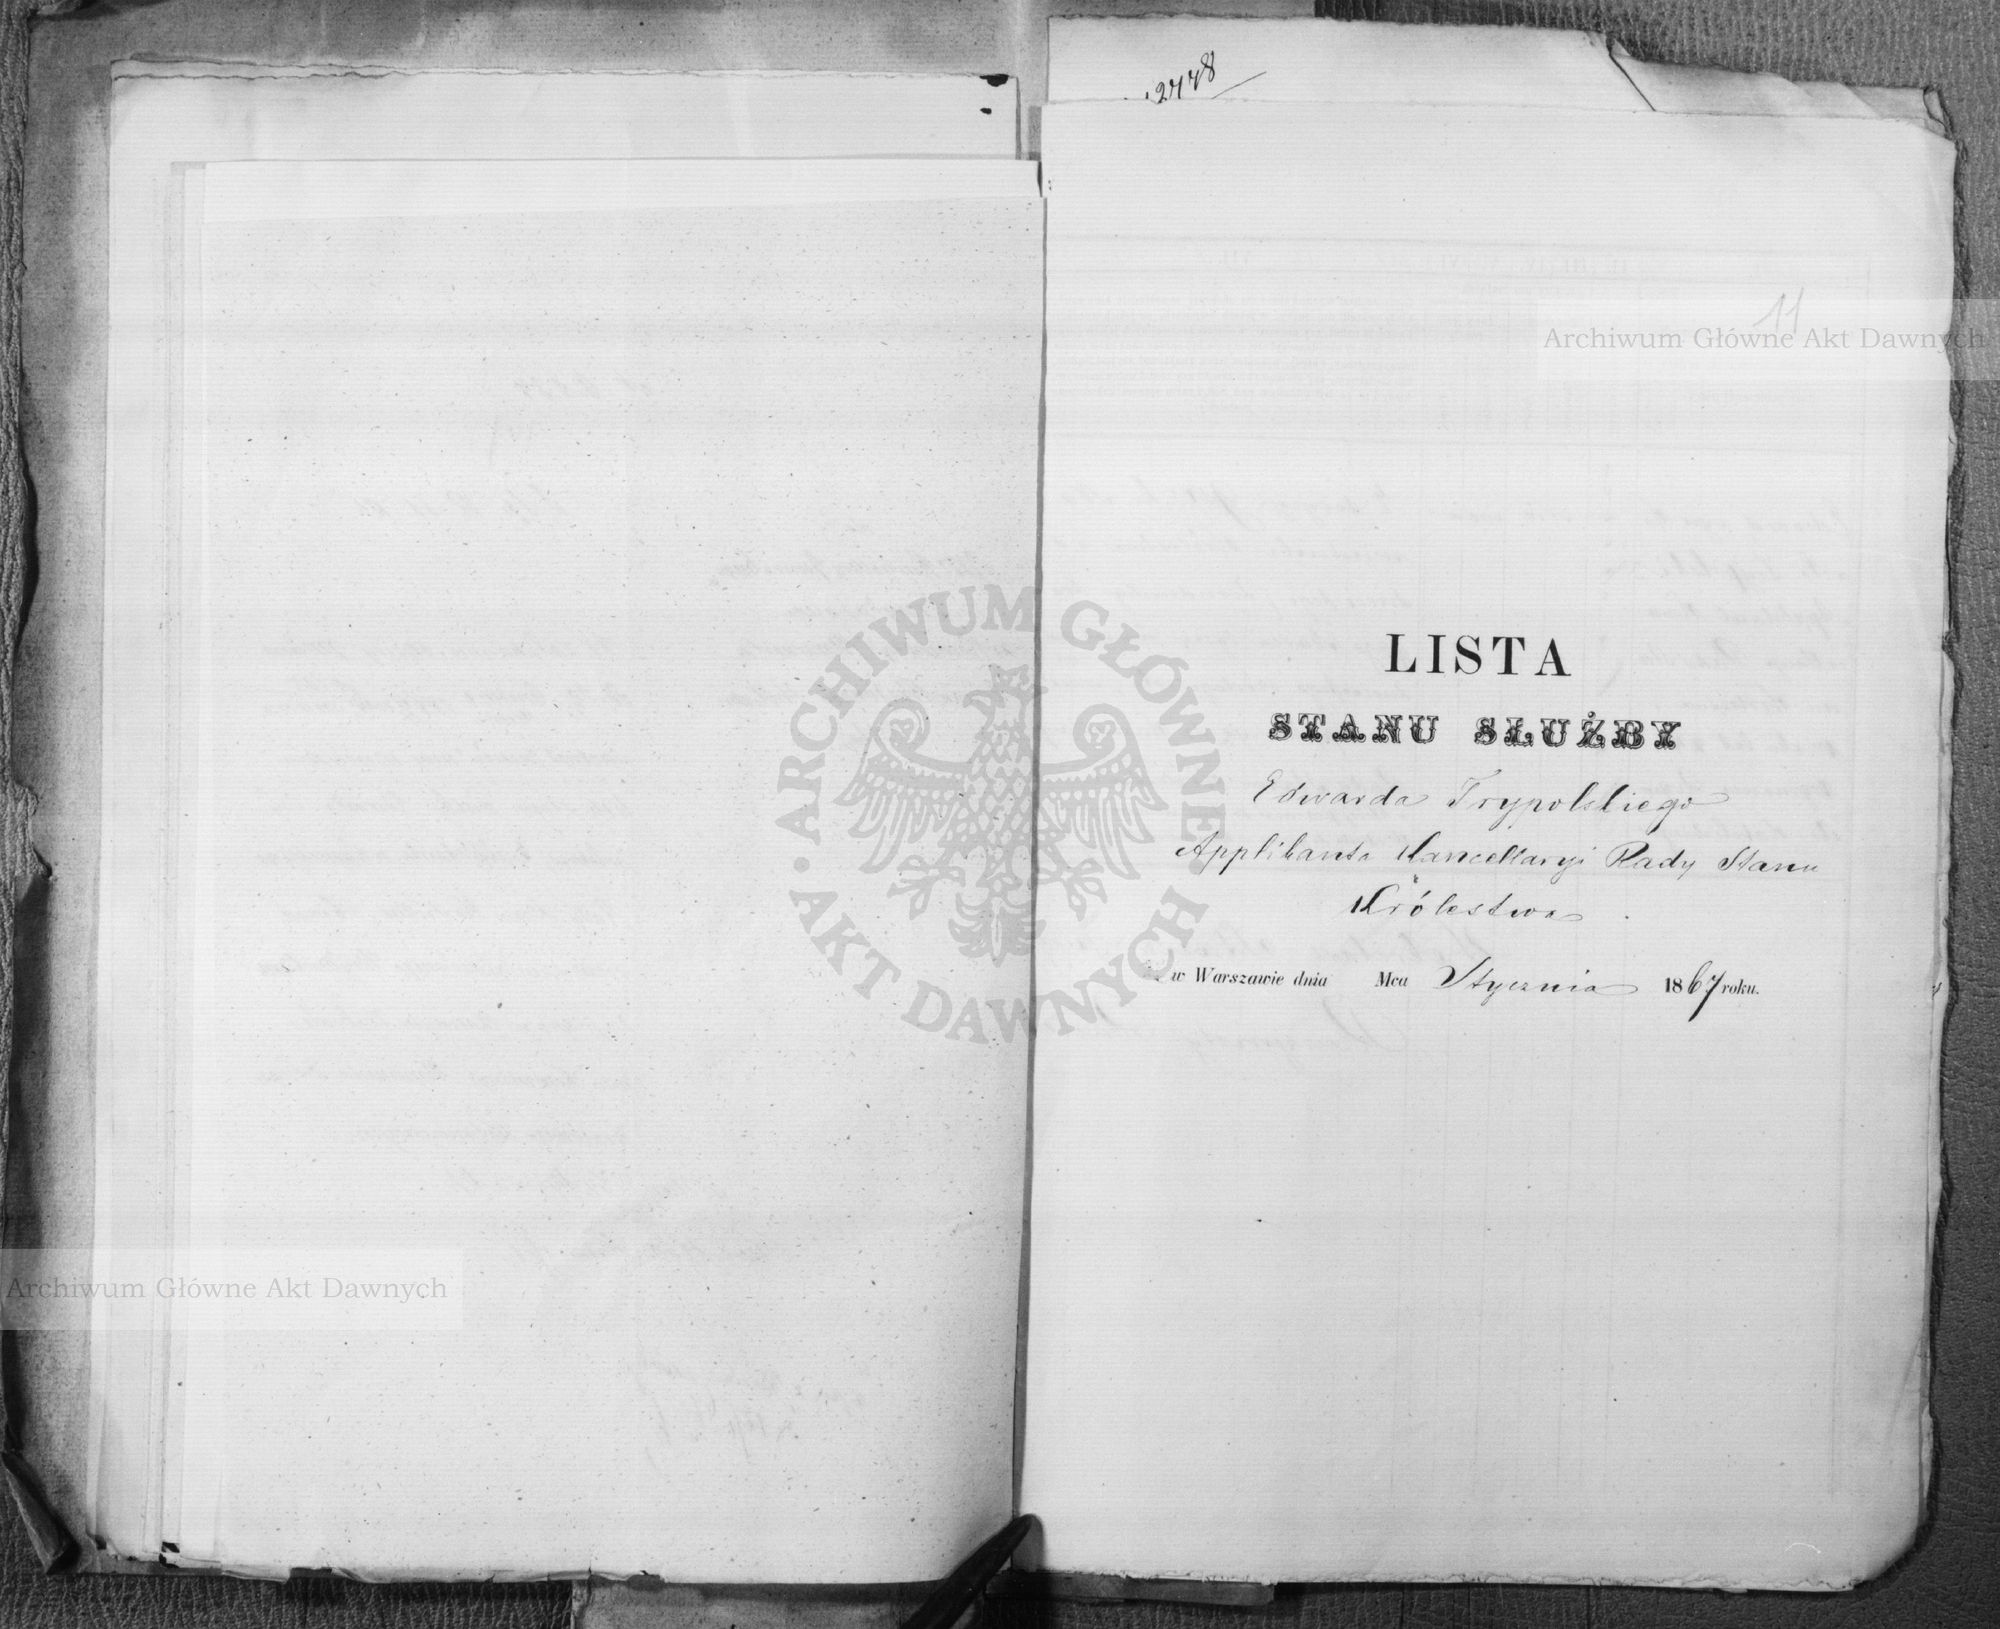 2778
11
Archiwum Główne Akt Dawnych
LISTA
STANU SŁUŻBY
Edwarda Trypolskiego
Applikanta Kancellaryi Rady Stanu
Królestwa
w Warszawie dnia Mca Stycznia 1867 roku.
ARCHIWUM GŁÓWNE · AKT DAWNYCH ·
Archiwum Główne Akt Dawnych